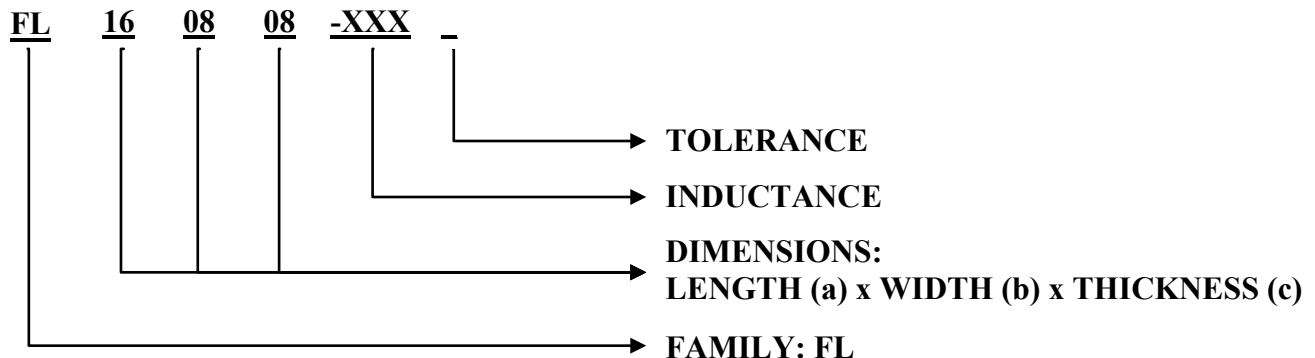 FL 16 08 08 -XXX _
TOLERANCE
INDUCTANCE
DIMENSIONS:
LENGTH (a) x WIDTH (b) x THICKNESS (c)
FAMILY: FL